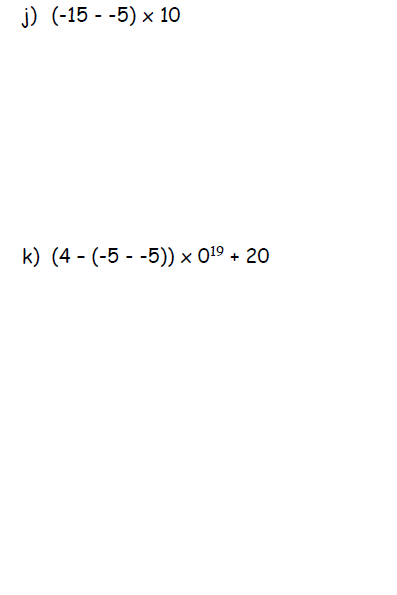 j) (-15 - -5) x 10
k) (4 - (-5 - -5)) x 0¹⁹ + 20